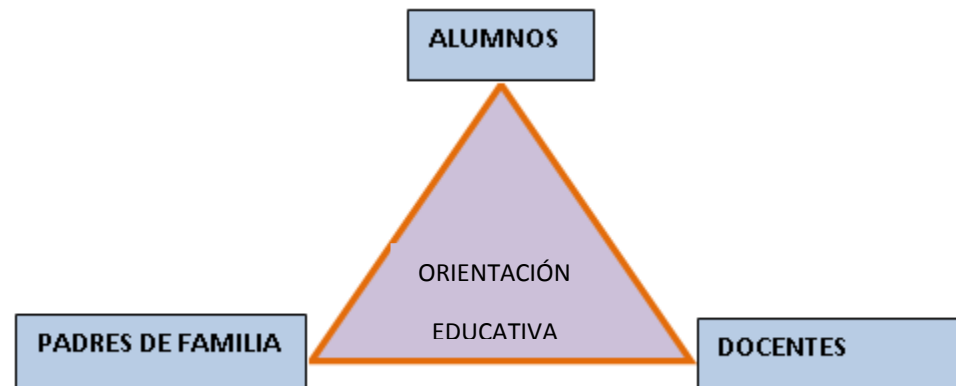 ALUMNOS
ORIENTACIÓN
EDUCATIVA
PADRES DE FAMILIA
DOCENTES